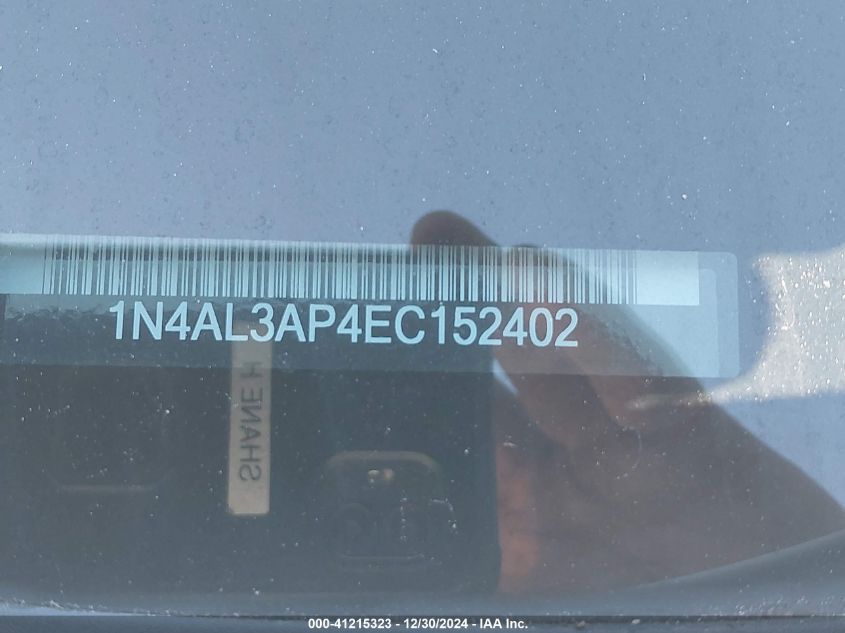 1N4AL3AP4EC152402
SHANE H
000-41215323 - 12/30/2024 - IAA Inc.